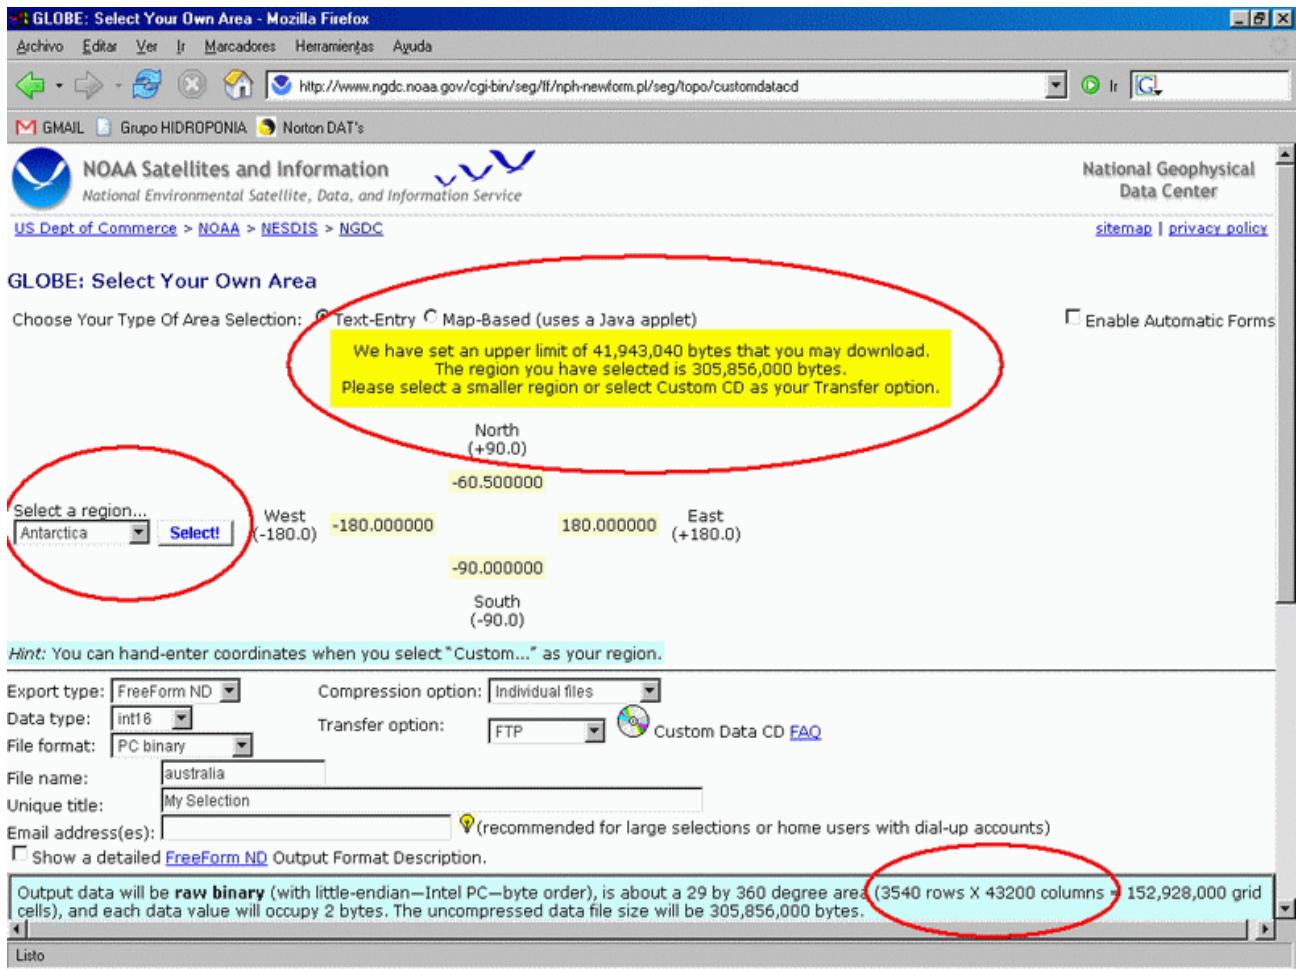 GLOBE: Select Your Own Area - Mozilla Firefox
Archivo Editar Ver Ir Marcadores Herramientas Ayuda
http://www.ngdc.noaa.gov/cgi-bin/seg/ff/nph-newform.pl/seg/topo/customdatacd Ir G
GMAIL Grupo HIDROPONIA Norton DAT's
NOAA Satellites and Information
National Environmental Satellite, Data, and Information Service
National Geophysical
Data Center
US Dept of Commerce > NOAA > NESDIS > NGDC sitemap | privacy policy
GLOBE: Select Your Own Area
Choose Your Type Of Area Selection: Text-Entry Map-Based (uses a Java applet) Enable Automatic Forms
We have set an upper limit of 41,943,040 bytes that you may download.
The region you have selected is 305,856,000 bytes.
Please select a smaller region or select Custom CD as your Transfer option.
North
(+90.0)
-60.500000
Select a region...
Antarctica Select!
West
(-180.0)
-180.000000
180.000000
East
(+180.0)
-90.000000
South
(-90.0)
Hint: You can hand-enter coordinates when you select "Custom..." as your region.
Export type: FreeForm ND Compression option: Individual files
Data type: int16 Transfer option: FTP Custom Data CD FAQ
File format: PC binary
File name: australia
Unique title: My Selection
Email address(es): (recommended for large selections or home users with dial-up accounts)
Show a detailed FreeForm ND Output Format Description.
Output data will be raw binary (with little-endian—Intel PC—byte order), is about a 29 by 360 degree area (3540 rows X 43200 columns = 152,928,000 grid
cells), and each data value will occupy 2 bytes. The uncompressed data file size will be 305,856,000 bytes.
Listo